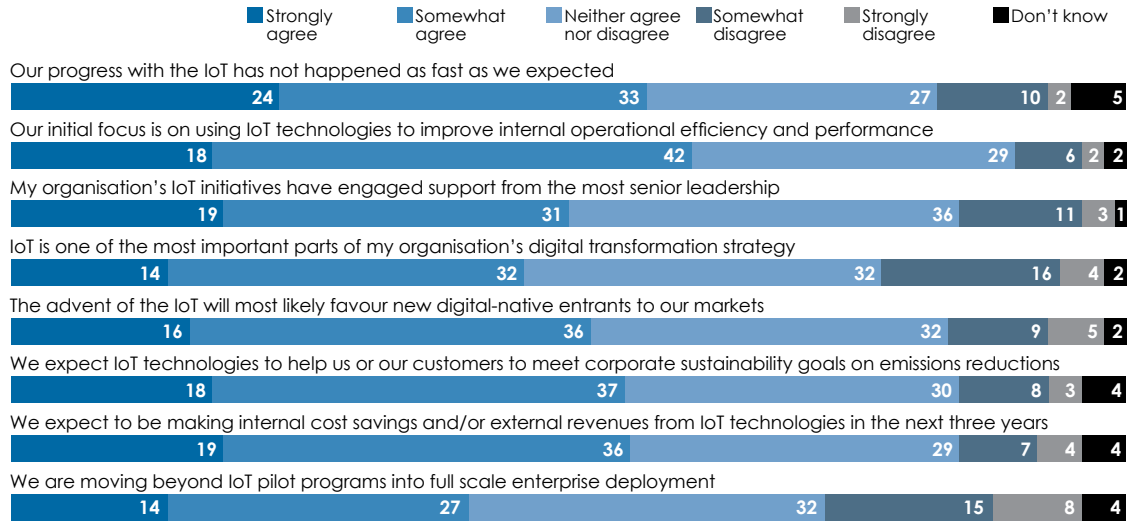 Strongly agree
Somewhat agree
Neither agree nor disagree
Somewhat disagree
Strongly disagree
Don't know
Our progress with the IoT has not happened as fast as we expected
24 33 27 10 2 5
Our initial focus is on using IoT technologies to improve internal operational efficiency and performance
18 42 29 6 2 2
My organisation's IoT initiatives have engaged support from the most senior leadership
19 31 36 11 3 1
IoT is one of the most important parts of my organisation's digital transformation strategy
14 32 32 16 4 2
The advent of the IoT will most likely favour new digital-native entrants to our markets
16 36 32 9 5 2
We expect IoT technologies to help us or our customers to meet corporate sustainability goals on emissions reductions
18 37 30 8 3 4
We expect to be making internal cost savings and/or external revenues from IoT technologies in the next three years
19 36 29 7 4 4
We are moving beyond IoT pilot programs into full scale enterprise deployment
14 27 32 15 8 4